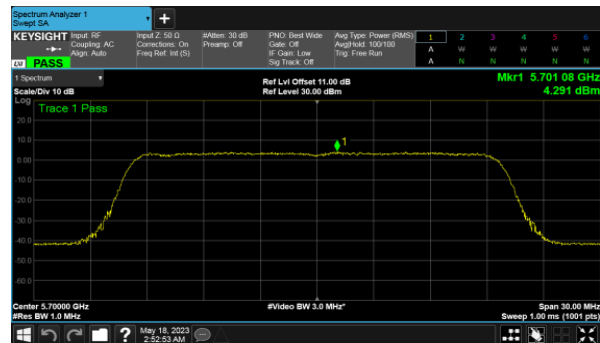 Spectrum Analyzer 1
Swept SA
+
KEYSIGHT Input: RF
Coupling: AC
Align: Auto
Input Z: 50 Ω
Corrections: On
Freq Ref: Int (S)
#Atten: 30 dB
Preamp: Off
PNO: Best Wide
Gate: Off
IF Gain: Low
Sig Track: Off
Avg Type: Power (RMS)
Avg|Hold: 100/100
Trig: Free Run
1 2 3 4 5 6
A W W W W W
A N N N N N
LXI PASS
1 Spectrum
Scale/Div 10 dB
Ref Lvl Offset 11.00 dB
Ref Level 30.00 dBm
Mkr1 5.701 08 GHz
4.291 dBm
Log
Trace 1 Pass
1
20.0
10.0
0.00
-10.0
-20.0
-30.0
-40.0
-50.0
-60.0
Center 5.70000 GHz
#Res BW 1.0 MHz
#Video BW 3.0 MHz*
Span 30.00 MHz
Sweep 1.00 ms (1001 pts)
?
May 18, 2023
2:52:53 AM